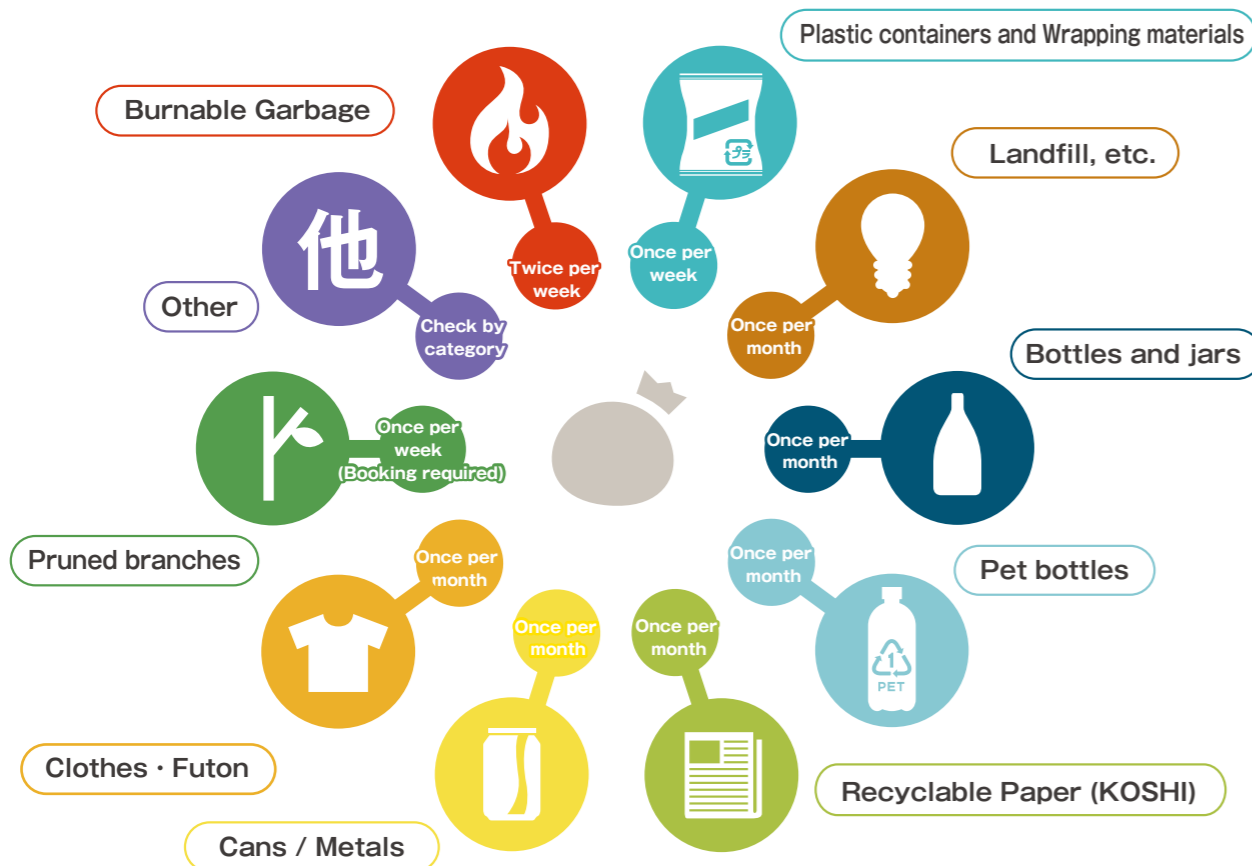 Plastic containers and Wrapping materials
Burnable Garbage
Landfill, etc.
プラ
他
Twice per
week
Once per
week
Other
Check by
category
Once per
month
Bottles and jars
Once per
week
(Booking required)
Once per
month
Pruned branches
Once per
month
Once per
month
Pet bottles
Once per
month
Once per
month
1
PET
Clothes・Futon
Recyclable Paper (KOSHI)
Cans / Metals